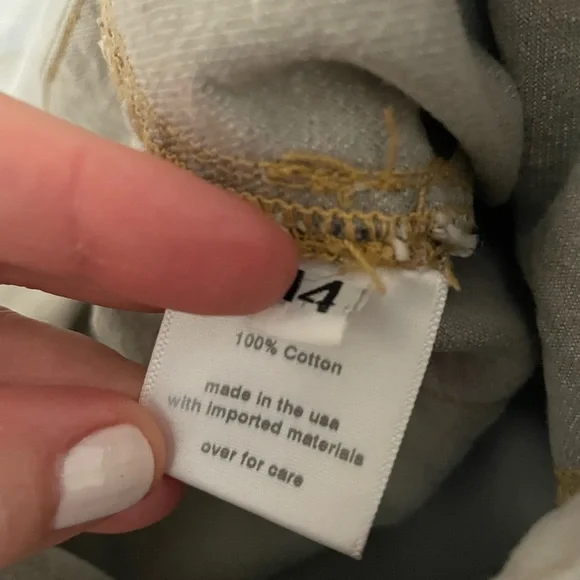 14
100% Cotton
made in the usa
with imported materials
over for care